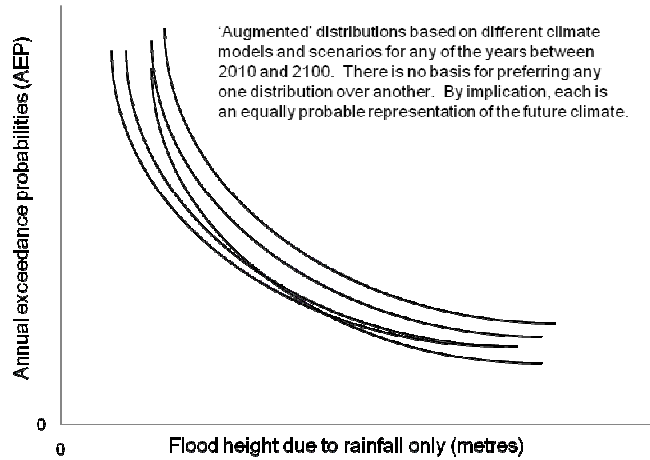 ‘Augmented’ distributions based on different climate
models and scenarios for any of the years between
2010 and 2100.  There is no basis for preferring any
one distribution over another.  By implication, each is
an equally probable representation of the future climate.
Annual exceedance probabilities (AEP)
0
0
Flood height due to rainfall only (metres)